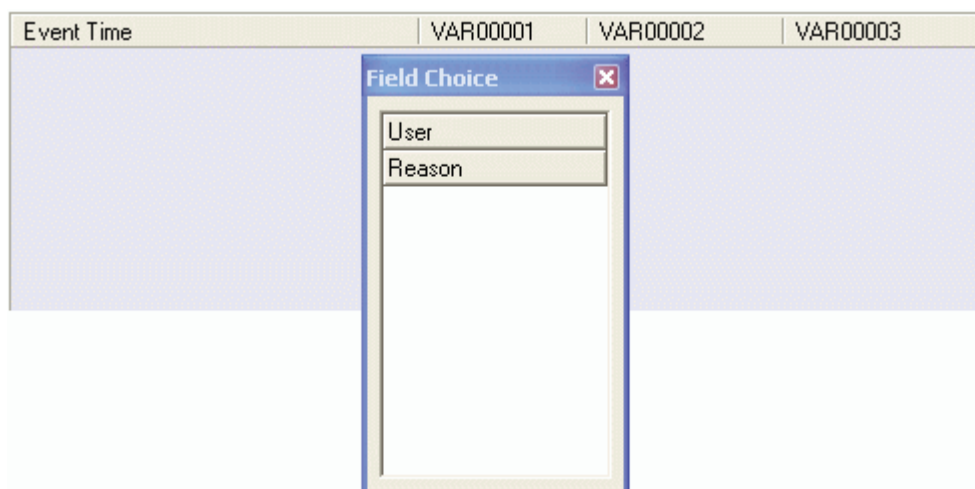 Event Time VAR00001 VAR00002 VAR00003
Field Choice
User
Reason